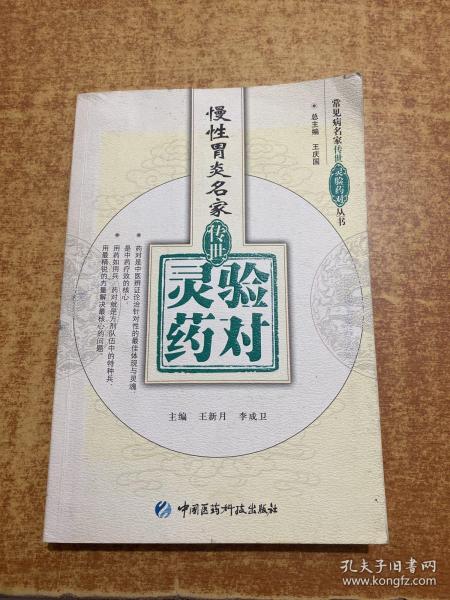 常见病名家传世灵验药对丛书
总主编 王庆国
慢性胃炎名家
传世
灵验
药对
药对是中医辨证论治针对性的最佳体现与灵魂，
是中药疗效的核心。
用药如用兵，药对就是方剂队伍中的特种兵，
用最精锐的力量解决最核心的问题。
主编 王新月 李成卫
中国医药科技出版社
孔夫子旧书网
www.kongfz.com